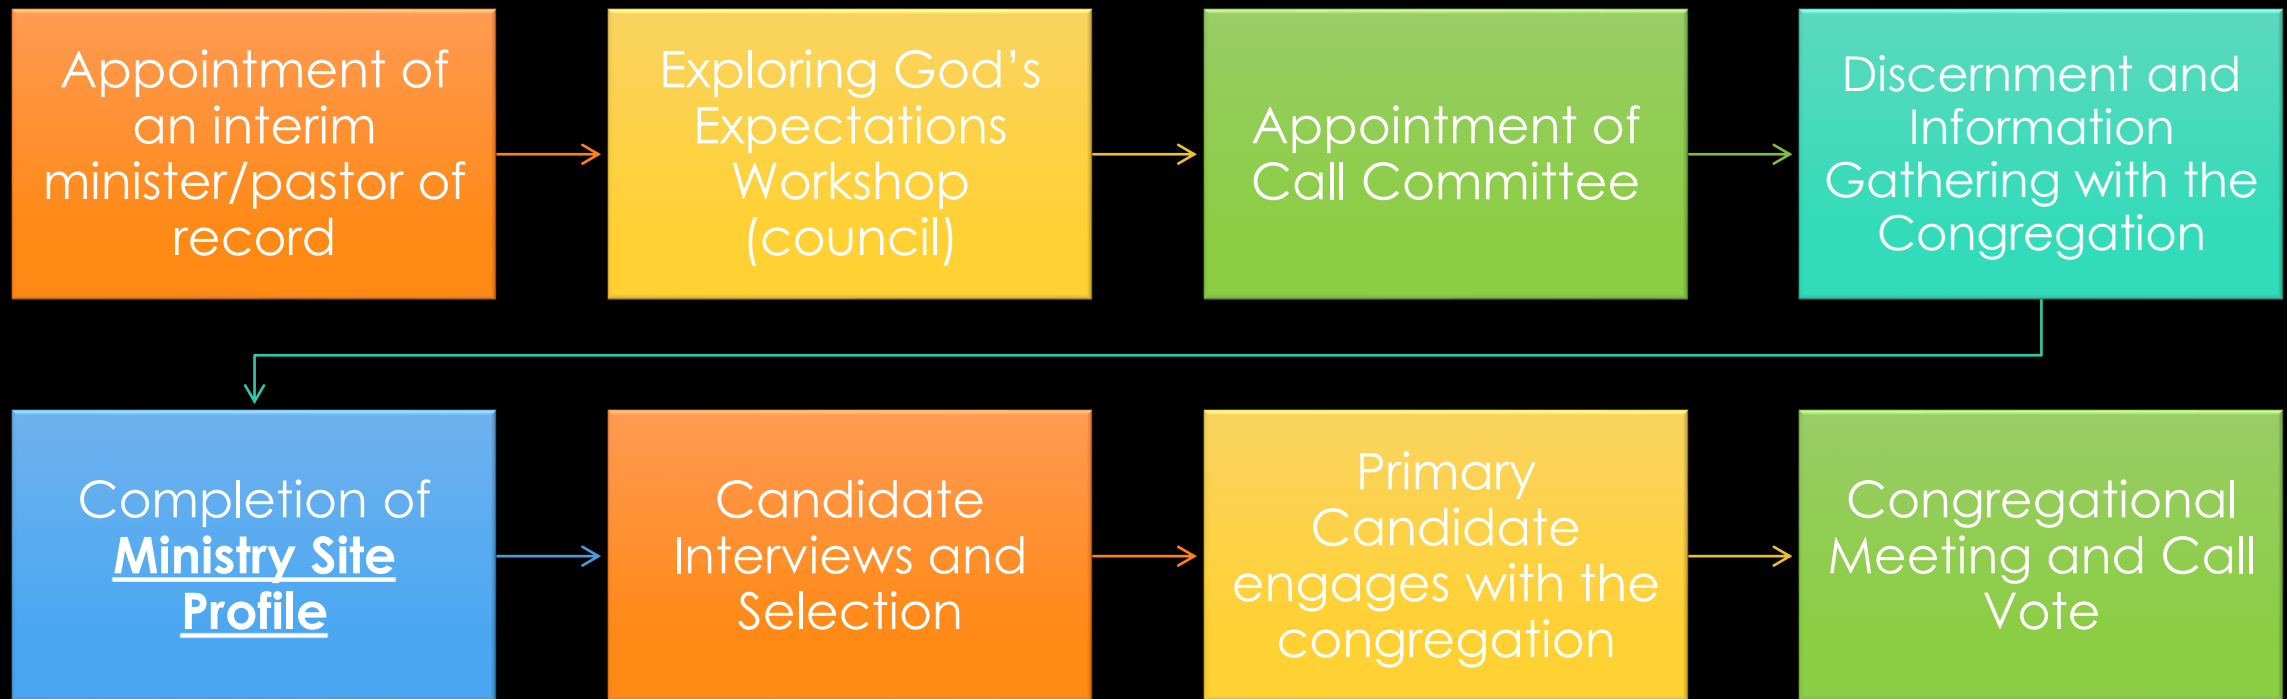 Appointment of
an interim
minister/pastor of
record
Exploring God’s
Expectations
Workshop
(council)
Appointment of
Call Committee
Discernment and
Information
Gathering with the
Congregation
Completion of
Ministry Site
Profile
Candidate
Interviews and
Selection
Primary
Candidate
engages with the
congregation
Congregational
Meeting and Call
Vote